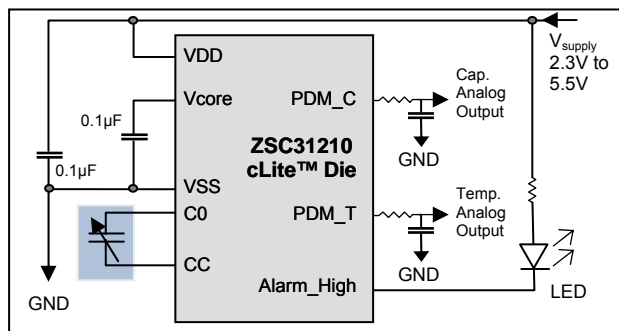 VDD
Vcore
0.1µF
0.1µF
VSS
C0
CC
GND
ZSC31210
cLite™ Die
PDM_C
PDM_T
Alarm_High
Cap.
Analog
Output
GND
Temp.
Analog
Output
GND
Vsupply
2.3V to
5.5V
LED